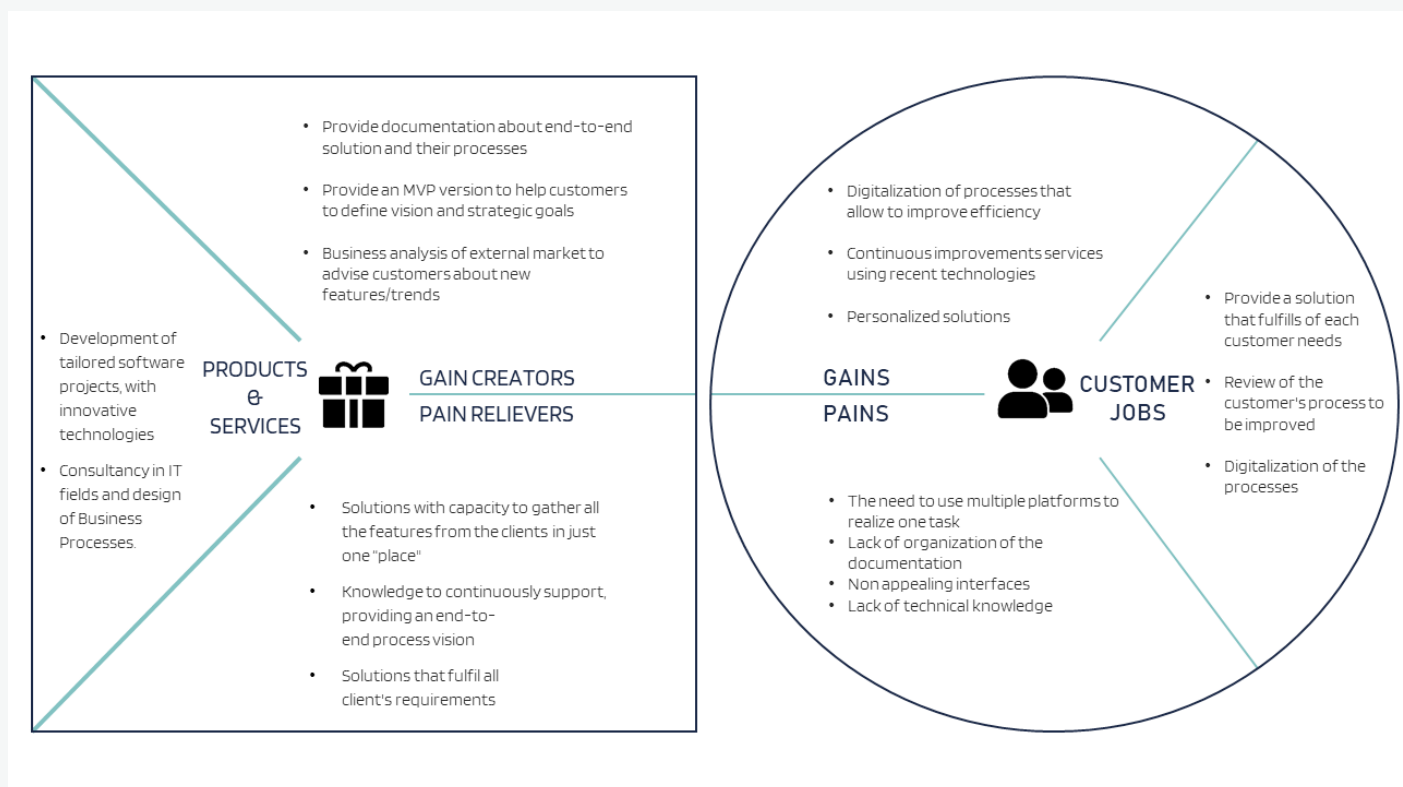 • Provide documentation about end-to-end
solution and their processes
• Provide an MVP version to help customers
to define vision and strategic goals
• Business analysis of external market to
advise customers about new
features/trends
• Development of
tailored software
projects, with
innovative
technologies
• Consultancy in IT
fields and design
of Business
Processes.
PRODUCTS
&
SERVICES
GAIN CREATORS
PAIN RELIEVERS
• Solutions with capacity to gather all
the features from the clients in just
one "place"
• Knowledge to continuously support,
providing an end-to-
end process vision
• Solutions that fulfil all
client's requirements
• Digitalization of processes that
allow to improve efficiency
• Continuous improvements services
using recent technologies
• Personalized solutions
GAINS
PAINS
• The need to use multiple platforms to
realize one task
• Lack of organization of the
documentation
• Non appealing interfaces
• Lack of technical knowledge
CUSTOMER
JOBS
• Provide a solution
that fulfills of each
customer needs
• Review of the
customer's process to
be improved
• Digitalization of the
processes